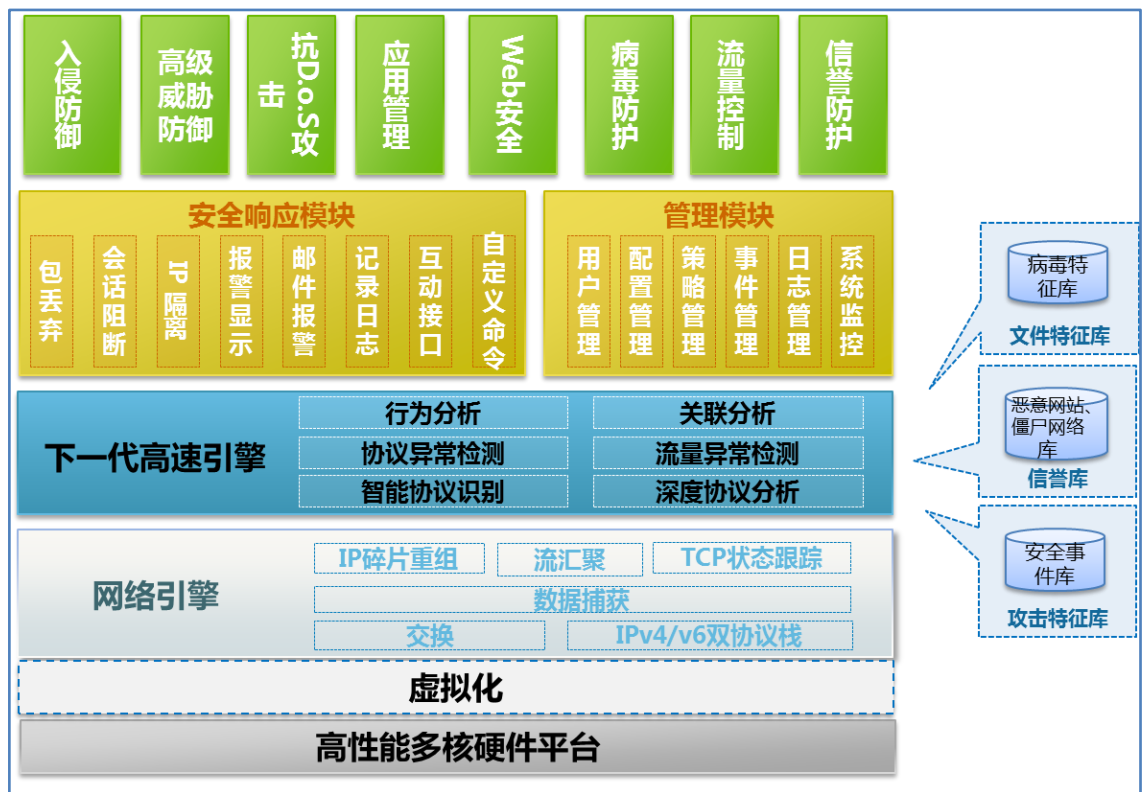 入侵防御
高级
威胁
防御
抗D.o.S攻
击
应用管理
Web安全
病毒防护
流量控制
信誉防护
安全响应模块
包丢弃
会话阻断
IP隔离
报警显示
邮件报警
记录日志
互动接口
自定义命令
管理模块
用户管理
配置管理
策略管理
事件管理
日志管理
系统监控
下一代高速引擎
行为分析
关联分析
协议异常检测
流量异常检测
智能协议识别
深度协议分析
网络引擎
IP碎片重组
流汇聚
TCP状态跟踪
数据捕获
交换
IPv4/v6双协议栈
虚拟化
高性能多核硬件平台
病毒特
征库
文件特征库
恶意网站、
僵尸网络
库
信誉库
安全事
件库
攻击特征库